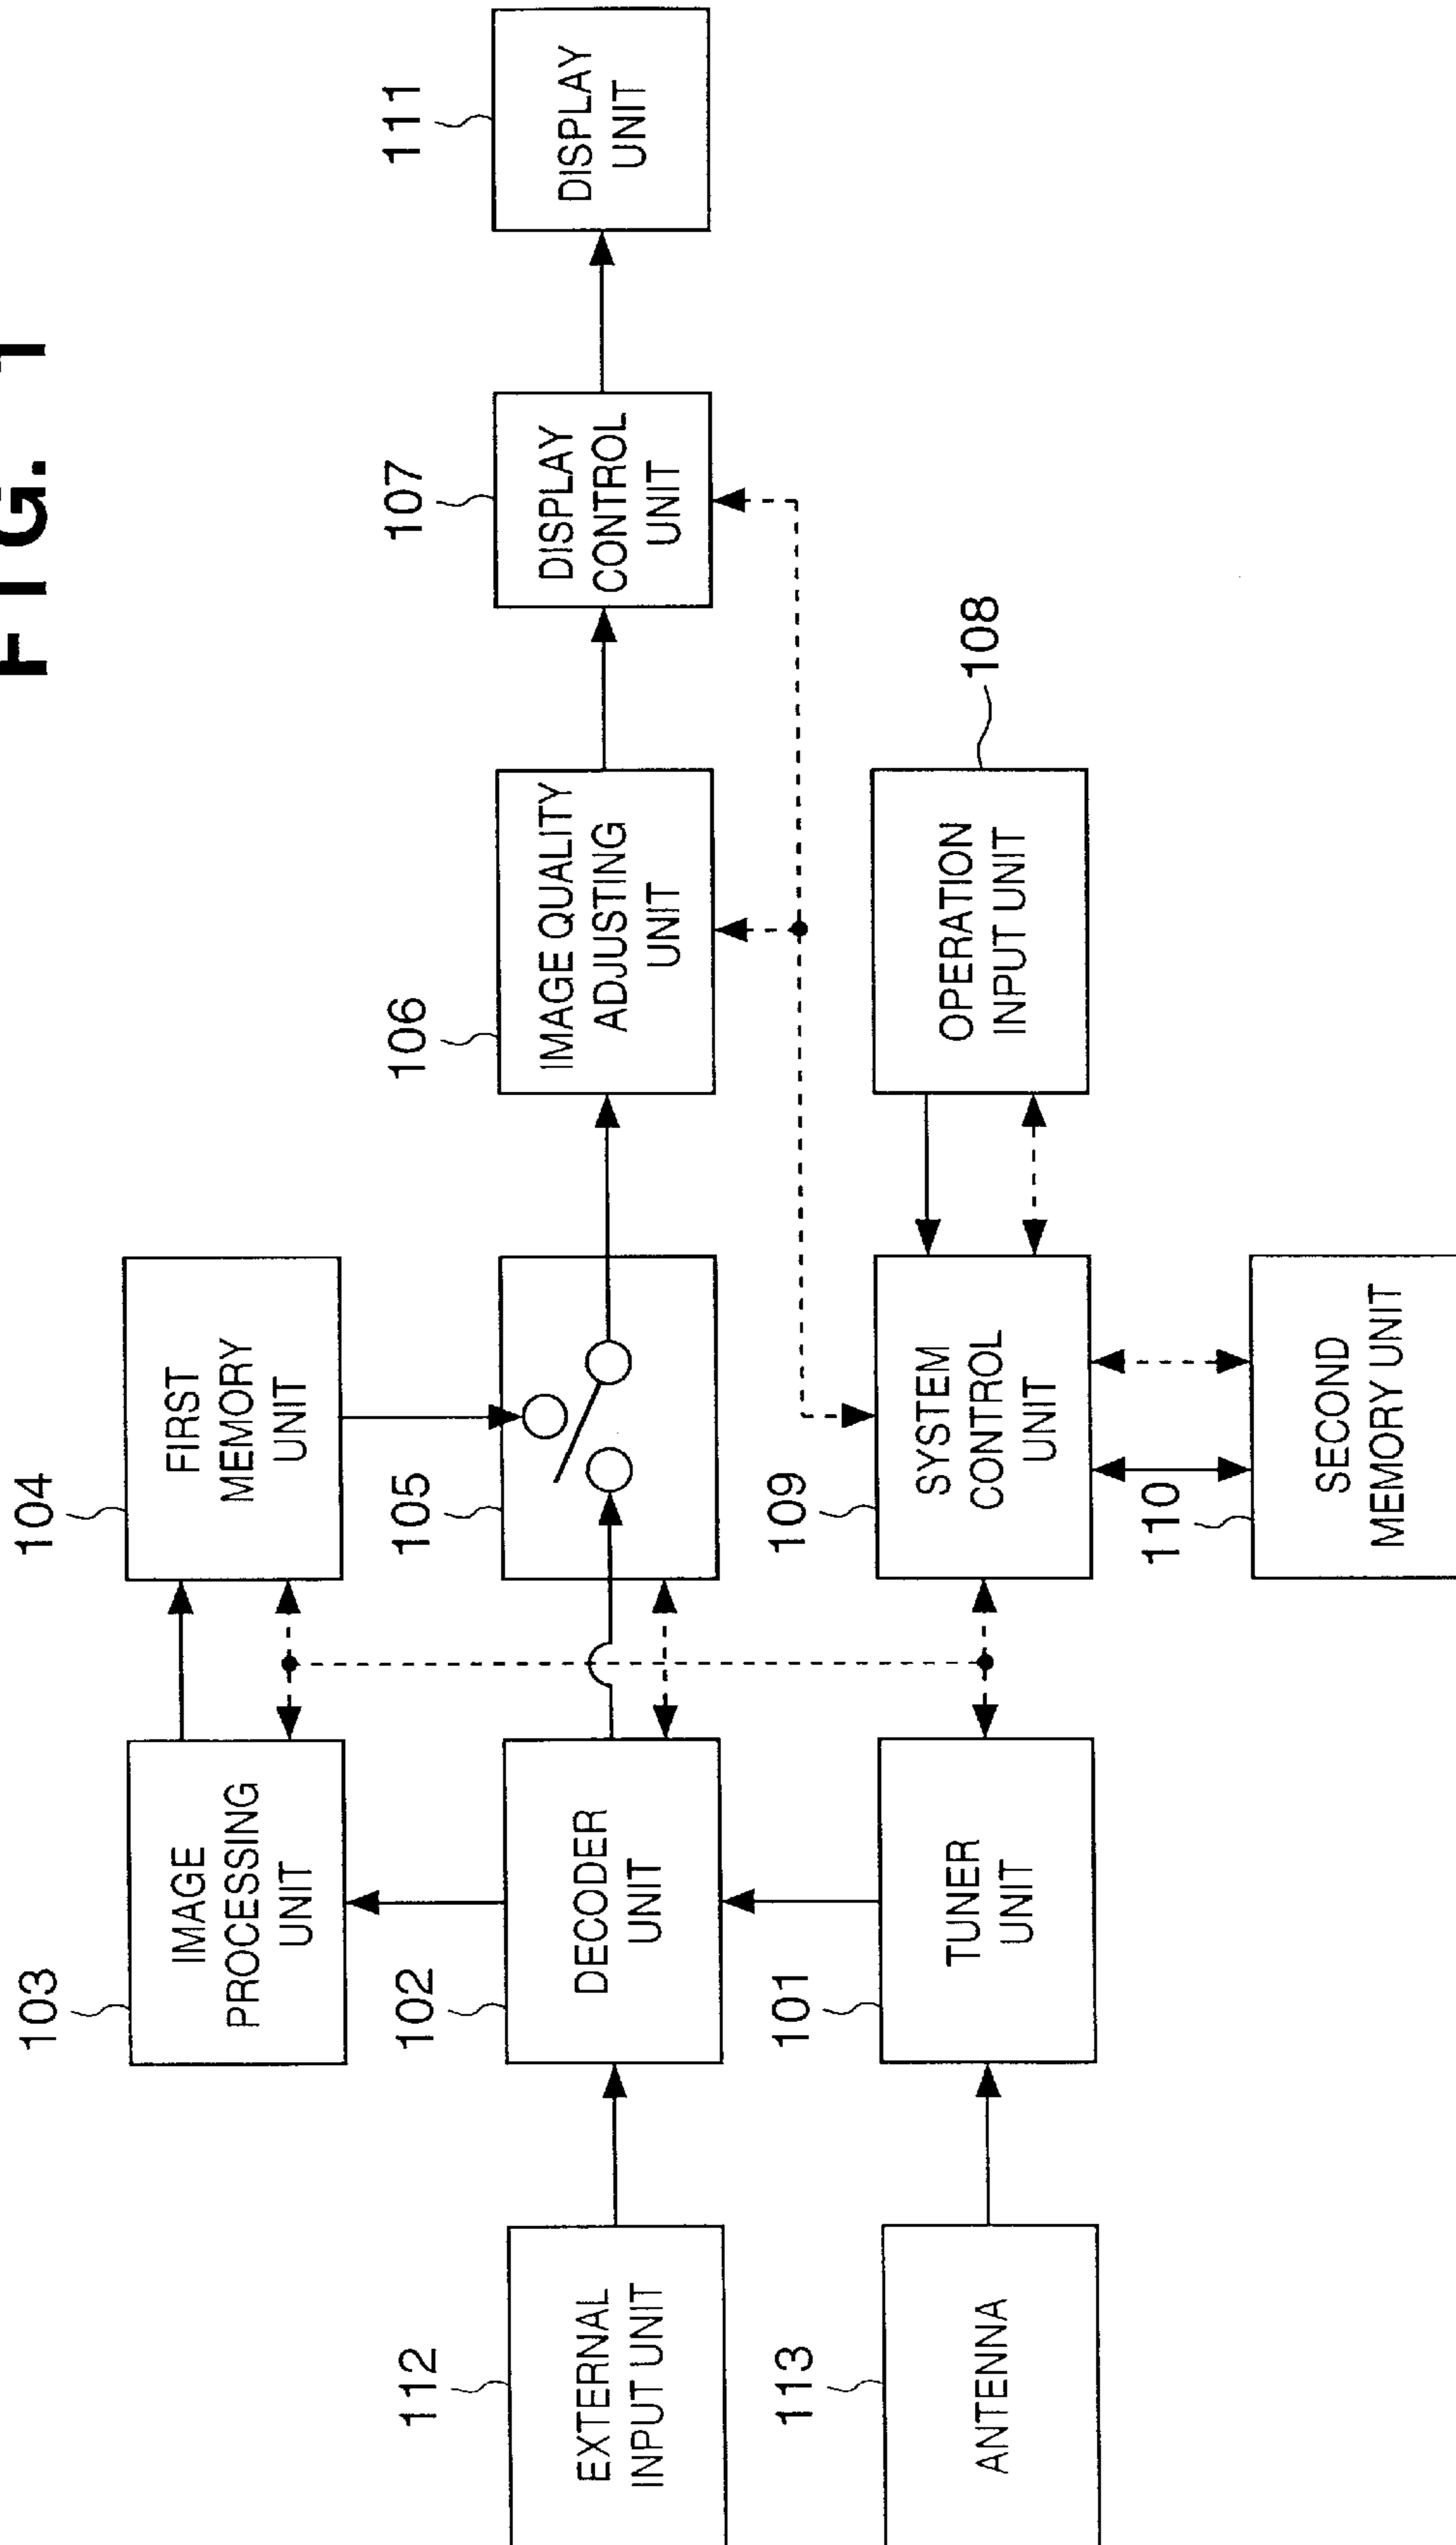 FIG. 1
103
IMAGE
PROCESSING
UNIT
104
FIRST
MEMORY
UNIT
112
EXTERNAL
INPUT UNIT
102
DECODER
UNIT
105
106
IMAGE QUALITY
ADJUSTING
UNIT
107
DISPLAY
CONTROL
UNIT
111
DISPLAY
UNIT
113
ANTENNA
101
TUNER
UNIT
109
SYSTEM
CONTROL
UNIT
OPERATION
INPUT UNIT
108
110
SECOND
MEMORY UNIT